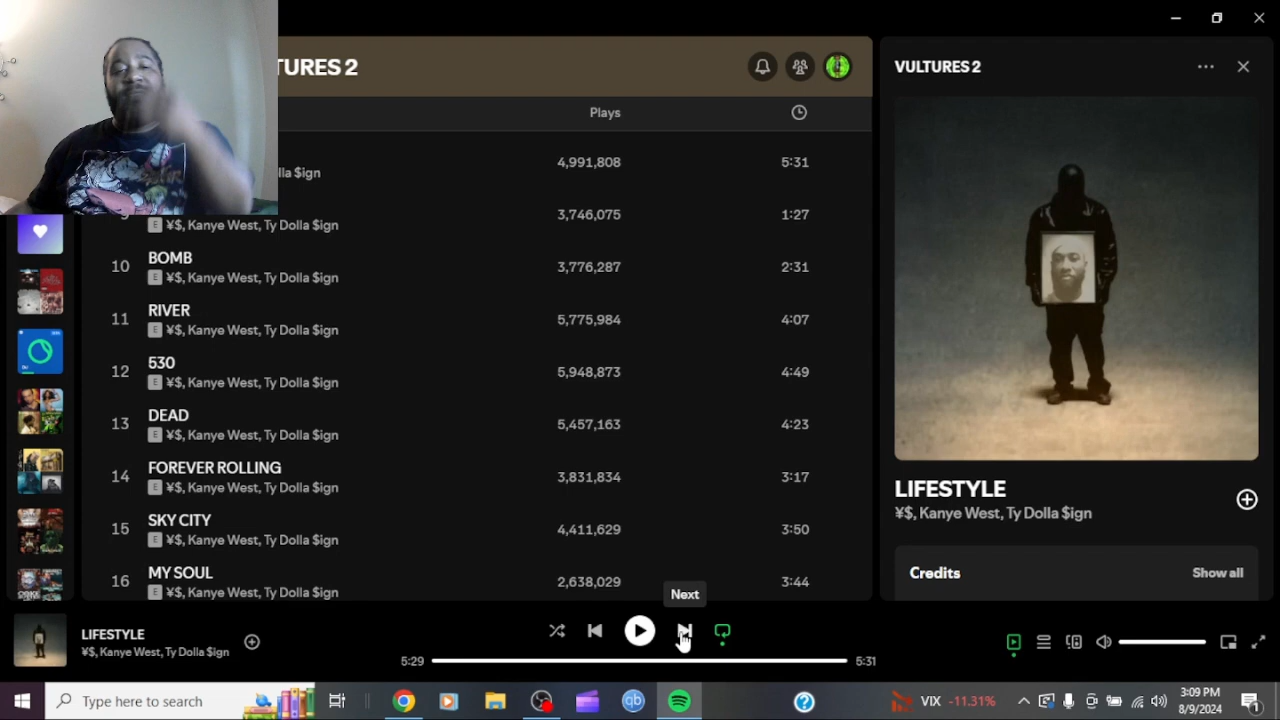 TURES 2
Plays
lla $ign
4,991,808
5:31
¥$, Kanye West, Ty Dolla $ign
3,746,075
1:27
10
BOMB
E ¥$, Kanye West, Ty Dolla $ign
3,776,287
2:31
11
RIVER
E ¥$, Kanye West, Ty Dolla $ign
5,775,984
4:07
12
530
E ¥$, Kanye West, Ty Dolla $ign
5,948,873
4:49
13
DEAD
E ¥$, Kanye West, Ty Dolla $ign
5,457,163
4:23
14
FOREVER ROLLING
E ¥$, Kanye West, Ty Dolla $ign
3,831,834
3:17
15
SKY CITY
E ¥$, Kanye West, Ty Dolla $ign
4,411,629
3:50
16
MY SOUL
E ¥$, Kanye West, Ty Dolla $ign
2,638,029
3:44
VULTURES 2
LIFESTYLE
¥$, Kanye West, Ty Dolla $ign
Credits
Show all
Next
LIFESTYLE
¥$, Kanye West, Ty Dolla $ign
5:29
5:31
Type here to search
qb
VIX -11.31%
3:09 PM
8/9/2024
1